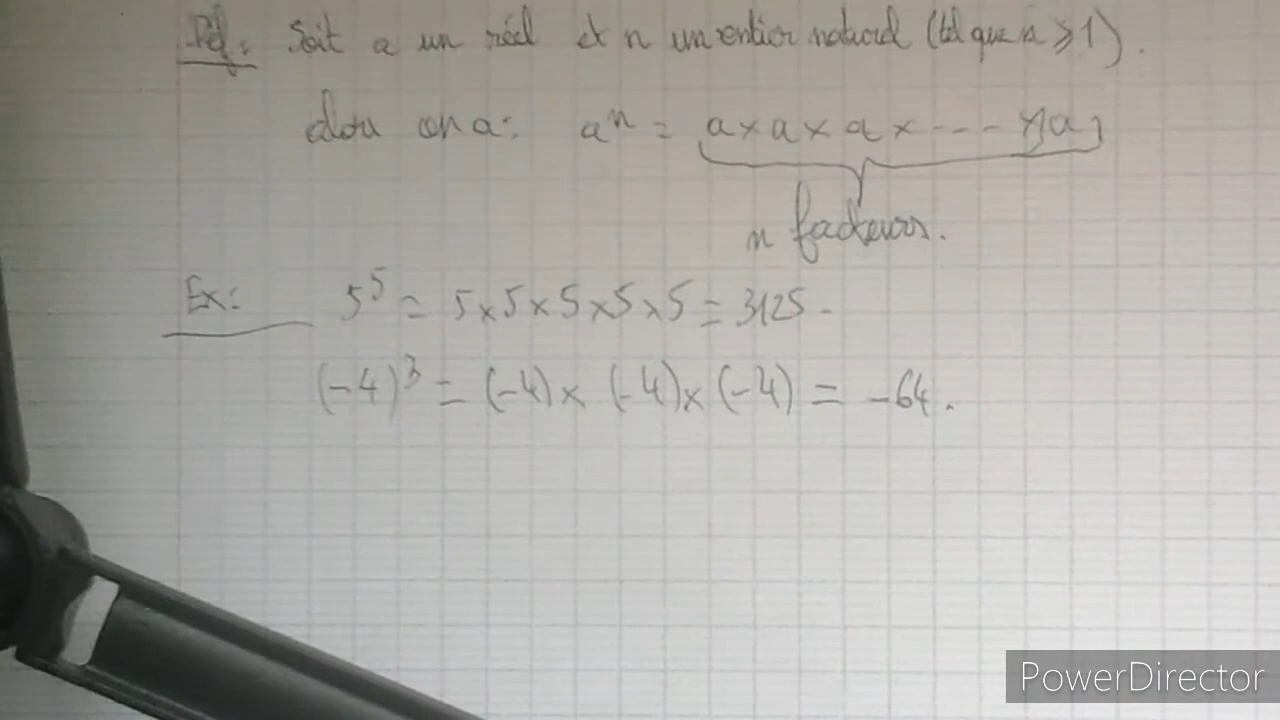 Def: Soit a un réel et n un entier naturel (tel que n ⩾ 1).
alors on a: aⁿ = a × a × a × --- × a
n facteurs.
Ex: 5⁵ = 5 × 5 × 5 × 5 × 5 = 3125.
(-4)³ = (-4) × (-4) × (-4) = -64.
PowerDirector